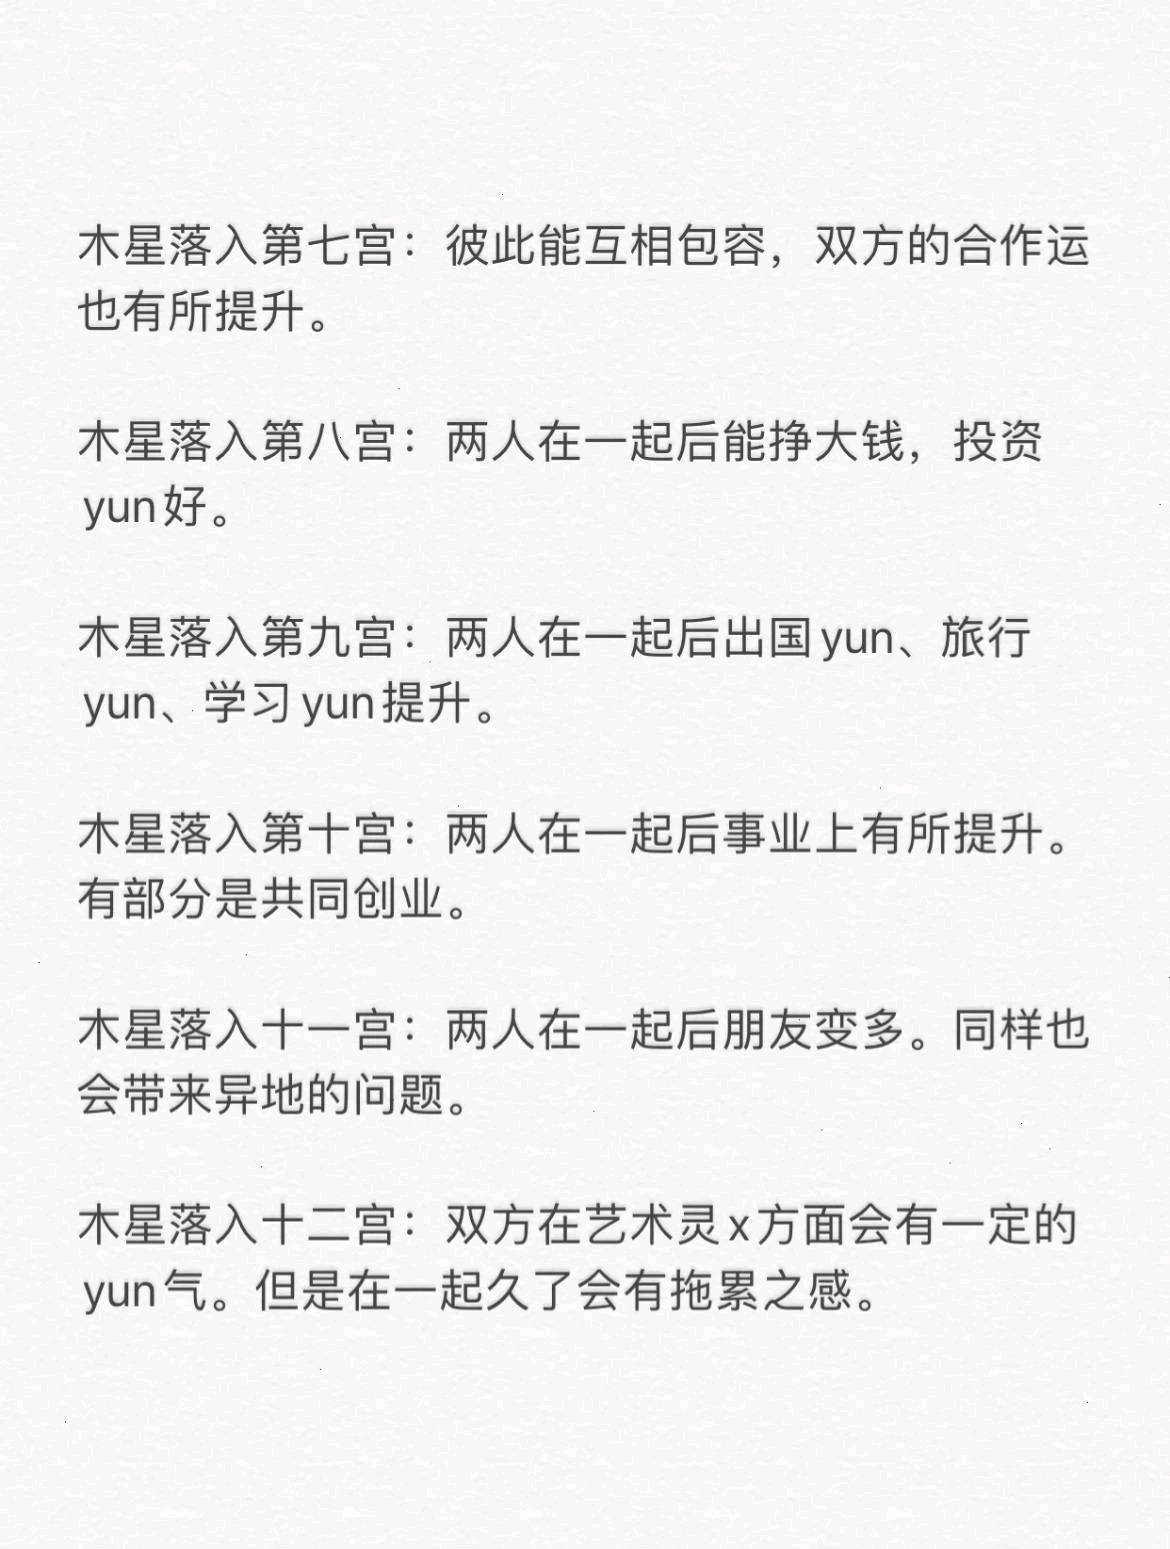 木星落入第七宫：彼此能互相包容，双方的合作运
也有所提升。
木星落入第八宫：两人在一起后能挣大钱，投资
yun好。
木星落入第九宫：两人在一起后出国yun、旅行
yun、学习yun提升。
木星落入第十宫：两人在一起后事业上有所提升。
有部分是共同创业。
木星落入十一宫：两人在一起后朋友变多。同样也
会带来异地的问题。
木星落入十二宫：双方在艺术灵x方面会有一定的
yun气。但是在一起久了会有拖累之感。